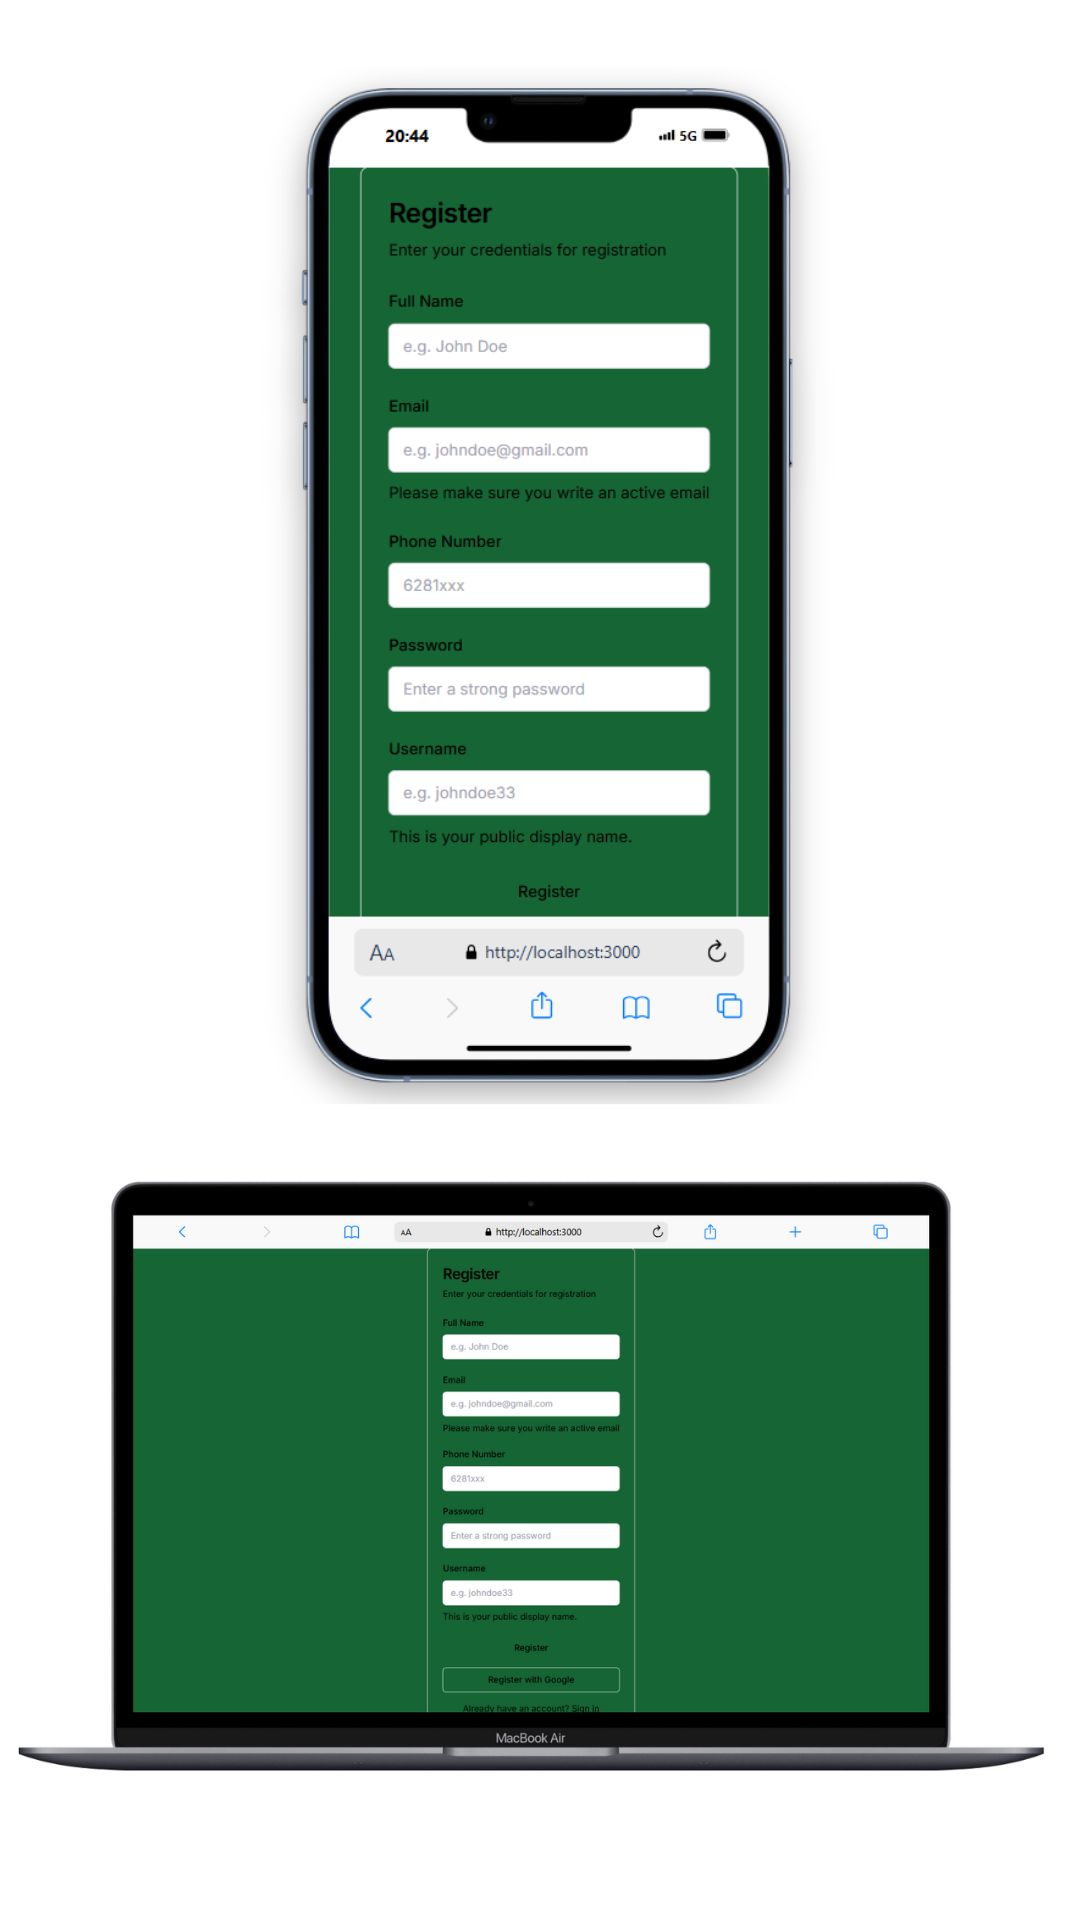 20:44
5G
Register
Enter your credentials for registration
Full Name
e.g. John Doe
Email
e.g. johndoe@gmail.com
Please make sure you write an active email
Phone Number
6281xxx
Password
Enter a strong password
Username
e.g. johndoe33
This is your public display name.
Register
AA
http://localhost:3000
AA
http://localhost:3000
Register
Enter your credentials for registration
Full Name
e.g. John Doe
Email
e.g. johndoe@gmail.com
Please make sure you write an active email
Phone Number
6281xxx
Password
Enter a strong password
Username
e.g. johndoe33
This is your public display name.
Register
Register with Google
Already have an account? Sign in
MacBook Air